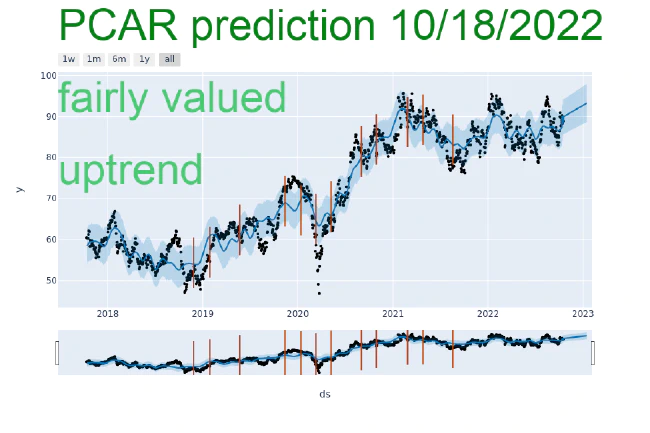 PCAR prediction 10/18/2022
1w 1m 6m 1y all
100
fairly valued
90
80
uptrend
70
y
60
50
2018 2019 2020 2021 2022 2023
ds